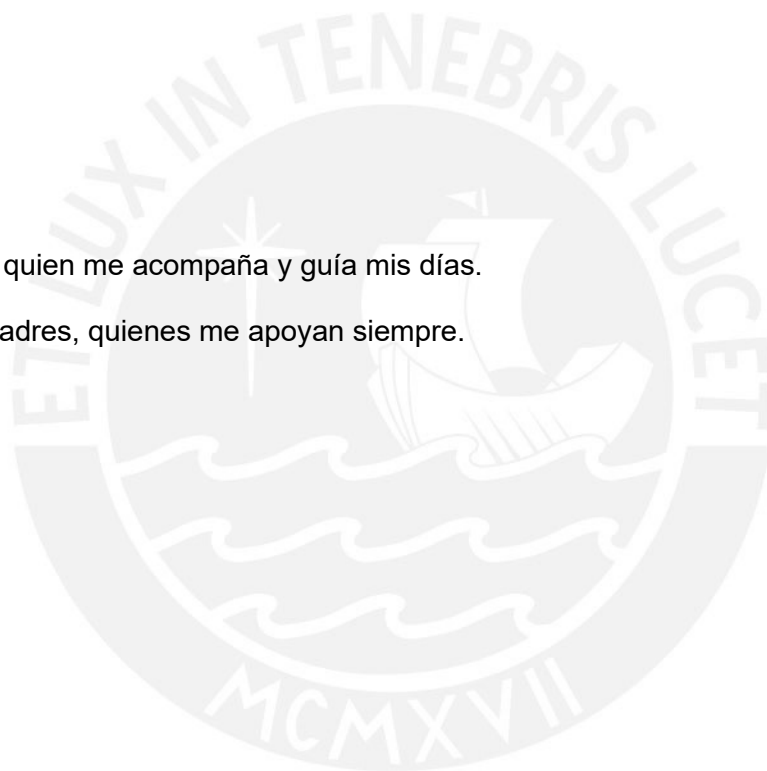 ET LUX IN TENEBRIS LUCET
quien me acompaña y guía mis días.
adres, quienes me apoyan siempre.
MCMXVII